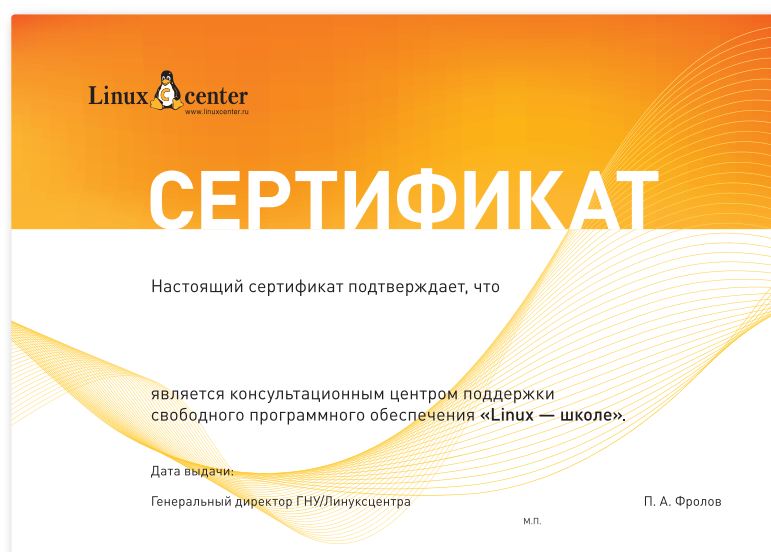 Linux center
www.linuxcenter.ru
СЕРТИФИКАТ
Настоящий сертификат подтверждает, что
является консультационным центром поддержки
свободного программного обеспечения «Linux — школе».
Дата выдачи:
Генеральный директор ГНУ/Линуксцентра П. А. Фролов
м.п.